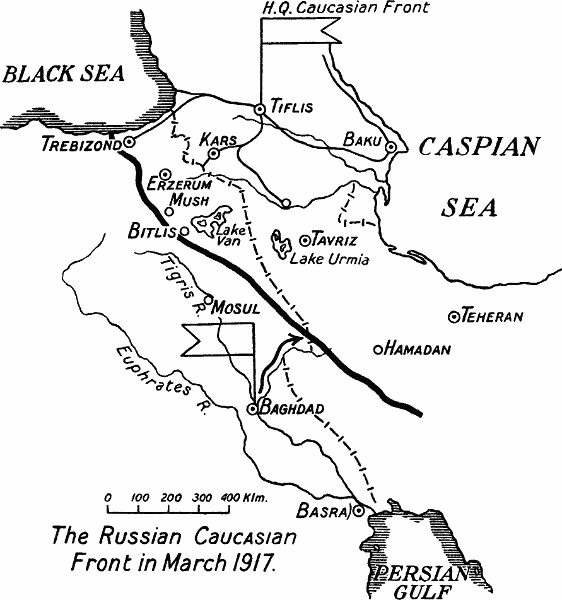 H.Q. Caucasian Front
BLACK SEA
TIFLIS
TREBIZOND
KARS
BAKU
CASPIAN
SEA
ERZERUM
MUSH
BITLIS
Lake
Van
TAVRIZ
Lake Urmia
Tigris R.
MOSUL
TEHERAN
HAMADAN
Euphrates R.
BAGHDAD
0 100 200 300 400 Klm.
BASRA
The Russian Caucasian
Front in March 1917.
PERSIAN
GULF